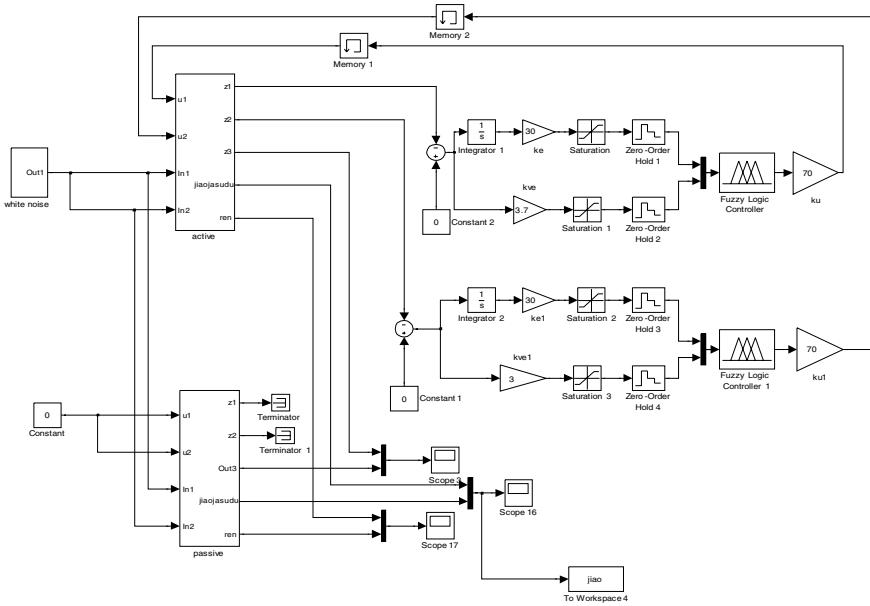 Memory 2
Memory 1
u1
u2
In1
In2
z1
z2
z3
jiaojasudu
ren
active
Out1
white noise
1
s
Integrator 1
30
ke
Saturation
Zero-Order
Hold 1
kve
3.7
Saturation 1
Zero-Order
Hold 2
0
Constant 2
Fuzzy Logic
Controller
70
ku
1
s
Integrator 2
30
ke1
Saturation 2
Zero-Order
Hold 3
kve1
3
Saturation 3
Zero-Order
Hold 4
0
Constant 1
Fuzzy Logic
Controller 1
70
ku1
0
Constant
u1
u2
In1
In2
z1
z2
Out3
jiaojasudu
ren
passive
Terminator
Terminator 1
Scope 3
Scope 16
Scope 17
jiao
To Workspace 4